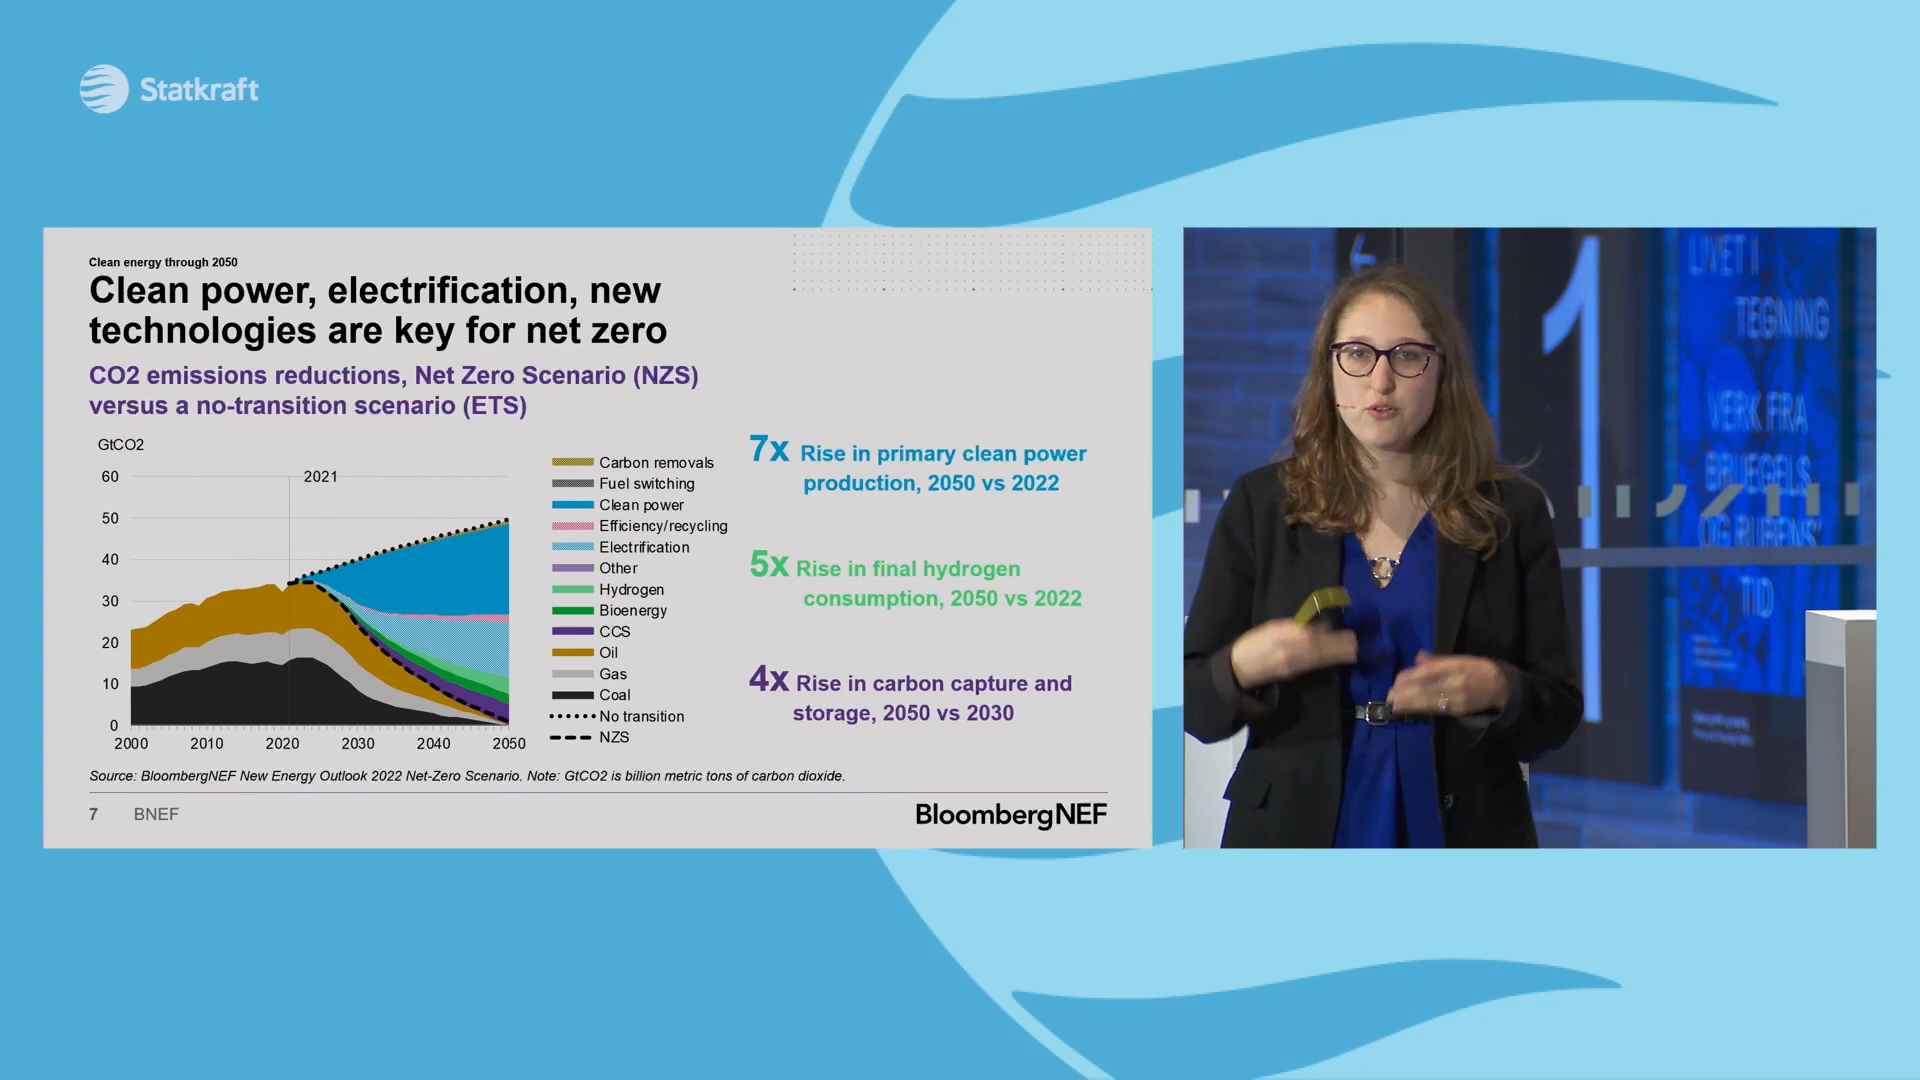 Statkraft
Clean energy through 2050
Clean power, electrification, new
technologies are key for net zero
CO2 emissions reductions, Net Zero Scenario (NZS)
versus a no-transition scenario (ETS)
GtCO2
60
50
40
30
20
10
0
2021
2000 2010 2020 2030 2040 2050
Carbon removals
Fuel switching
Clean power
Efficiency/recycling
Electrification
Other
Hydrogen
Bioenergy
CCS
Oil
Gas
Coal
No transition
NZS
7x Rise in primary clean power
production, 2050 vs 2022
5x Rise in final hydrogen
consumption, 2050 vs 2022
4x Rise in carbon capture and
storage, 2050 vs 2030
Source: BloombergNEF New Energy Outlook 2022 Net-Zero Scenario. Note: GtCO2 is billion metric tons of carbon dioxide.
7 BNEF
BloombergNEF
1
LIVET I
TEGNING
VERK FRA
BRUEGELS
OG RUBENS'
TID